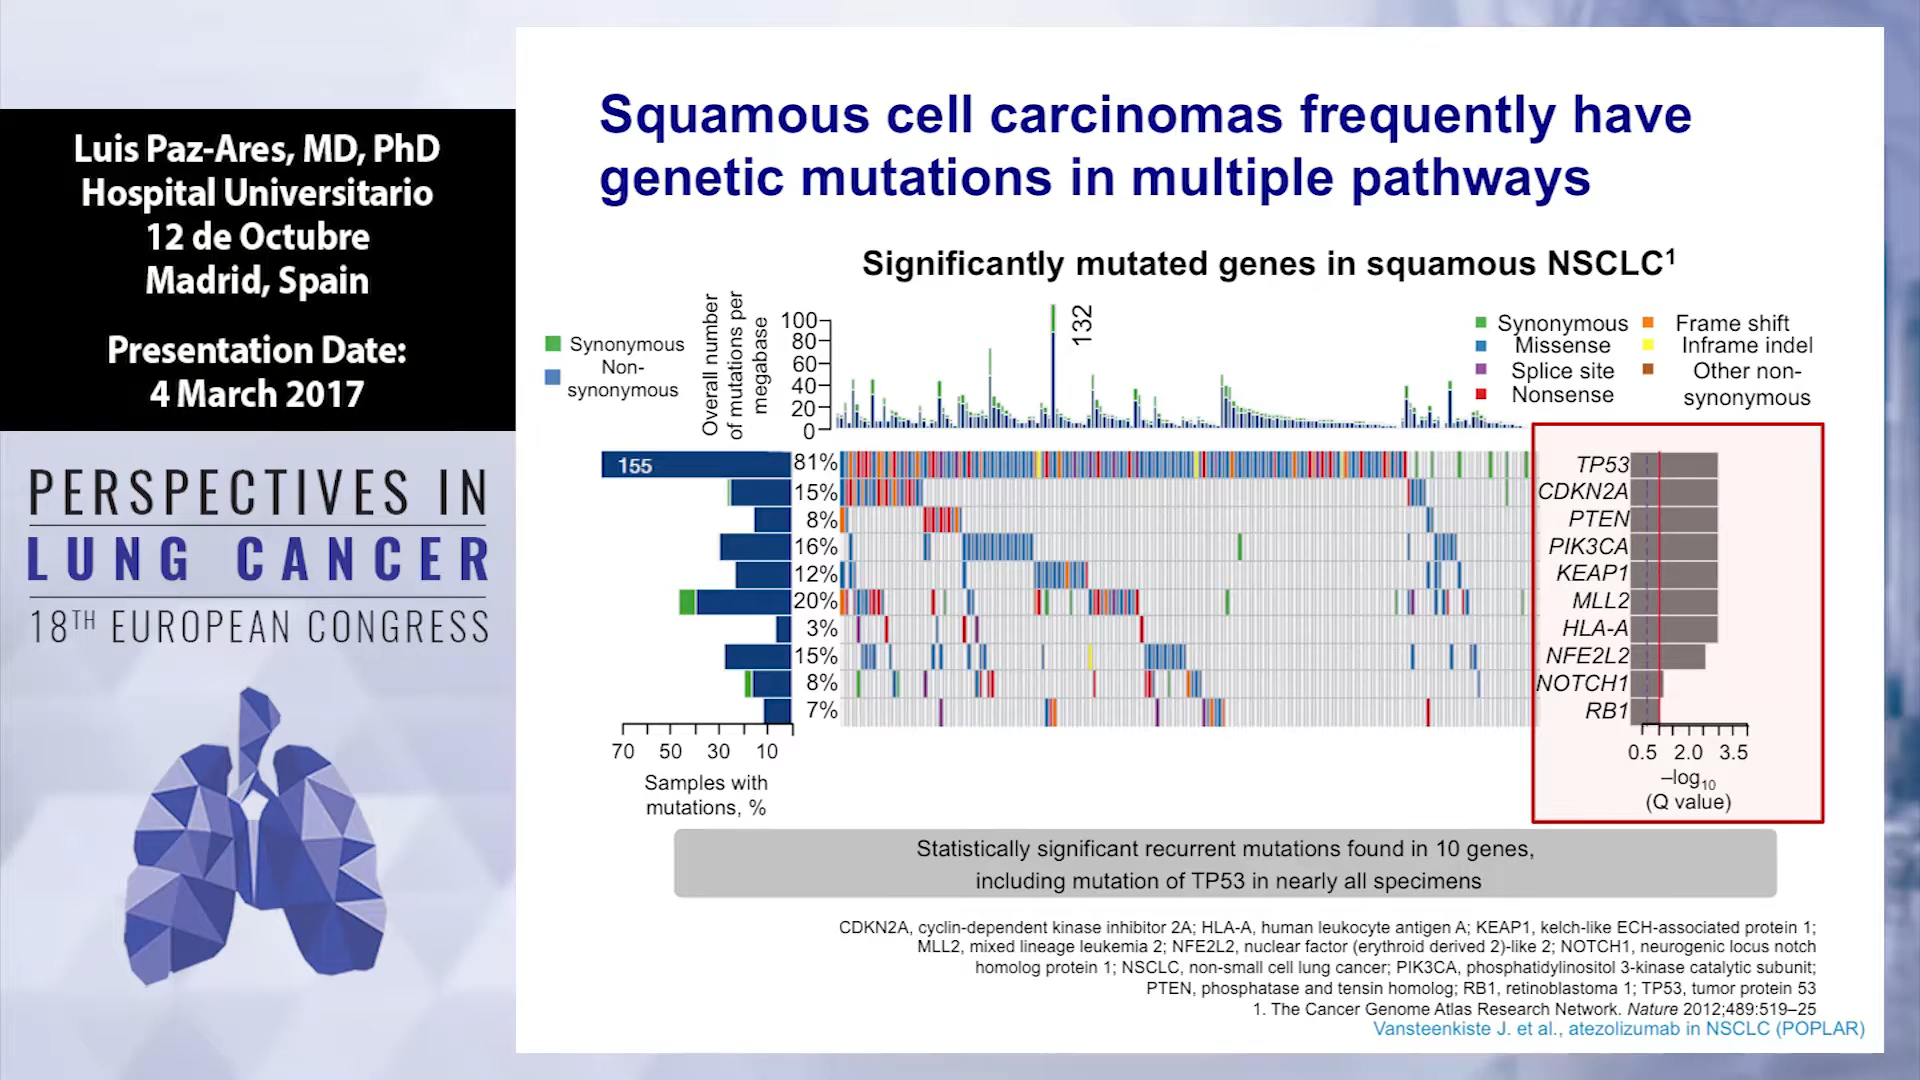 Luis Paz-Ares, MD, PhD
Hospital Universitario
12 de Octubre
Madrid, Spain
Presentation Date:
4 March 2017
PERSPECTIVES IN
LUNG CANCER
18TH EUROPEAN CONGRESS
Squamous cell carcinomas frequently have
genetic mutations in multiple pathways
Significantly mutated genes in squamous NSCLC1
Synonymous
Non-
synonymous
Overall number
of mutations per
megabase
100
80
60
40
20
0
132
Synonymous
Missense
Splice site
Nonsense
Frame shift
Inframe indel
Other non-
synonymous
155 81% TP53
15% CDKN2A
8% PTEN
16% PIK3CA
12% KEAP1
20% MLL2
3% HLA-A
15% NFE2L2
8% NOTCH1
7% RB1
70 50 30 10
Samples with
mutations, %
0.5 2.0 3.5
–log10
(Q value)
Statistically significant recurrent mutations found in 10 genes,
including mutation of TP53 in nearly all specimens
CDKN2A, cyclin-dependent kinase inhibitor 2A; HLA-A, human leukocyte antigen A; KEAP1, kelch-like ECH-associated protein 1;
MLL2, mixed lineage leukemia 2; NFE2L2, nuclear factor (erythroid derived 2)-like 2; NOTCH1, neurogenic locus notch
homolog protein 1; NSCLC, non-small cell lung cancer; PIK3CA, phosphatidylinositol 3-kinase catalytic subunit;
PTEN, phosphatase and tensin homolog; RB1, retinoblastoma 1; TP53, tumor protein 53
1. The Cancer Genome Atlas Research Network. Nature 2012;489:519–25
Vansteenkiste J. et al., atezolizumab in NSCLC (POPLAR)